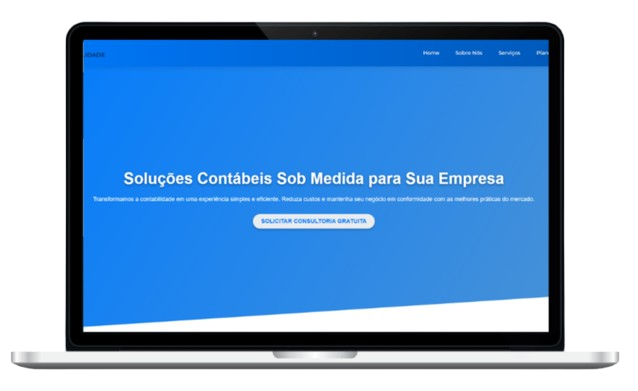 IDADE
Home Sobre Nós Serviços Plan
Soluções Contábeis Sob Medida para Sua Empresa
Transformamos a contabilidade em uma experiência simples e eficiente. Reduza custos e mantenha seu negócio em conformidade com as melhores práticas do mercado.
SOLICITAR CONSULTORIA GRATUITA